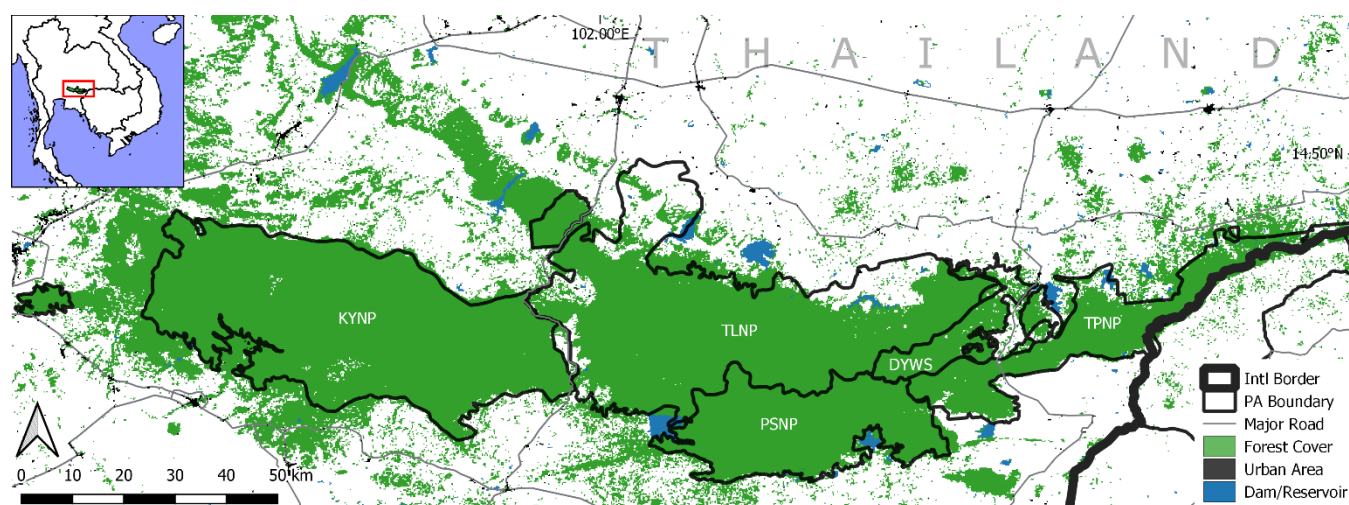 102.00°E
THAILAND
14.50°N
KYNP
TLNP
TPNP
DYWS
PSNP
Intl Border
PA Boundary
Major Road
Forest Cover
Urban Area
Dam/Reservoir
0 10 20 30 40 50 km